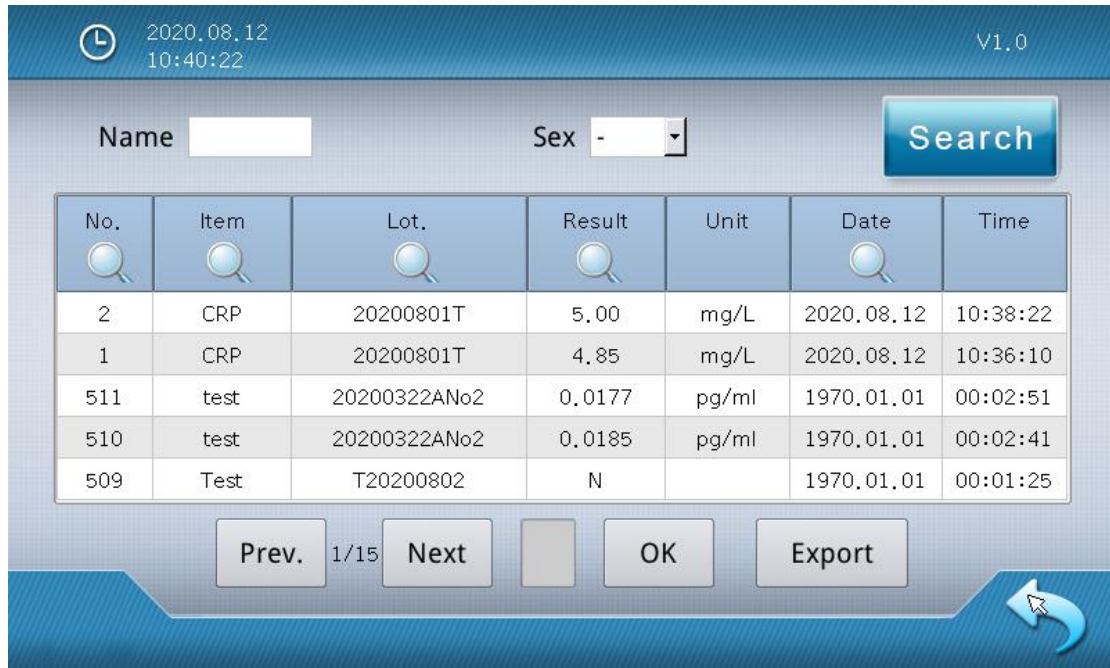 2020.08.12
10:40:22
V1.0
Name
Sex -
Search
No. Item Lot. Result Unit Date Time
2 CRP 20200801T 5.00 mg/L 2020.08.12 10:38:22
1 CRP 20200801T 4.85 mg/L 2020.08.12 10:36:10
511 test 20200322ANo2 0.0177 pg/ml 1970.01.01 00:02:51
510 test 20200322ANo2 0.0185 pg/ml 1970.01.01 00:02:41
509 Test T20200802 N 1970.01.01 00:01:25
Prev. 1/15 Next OK Export